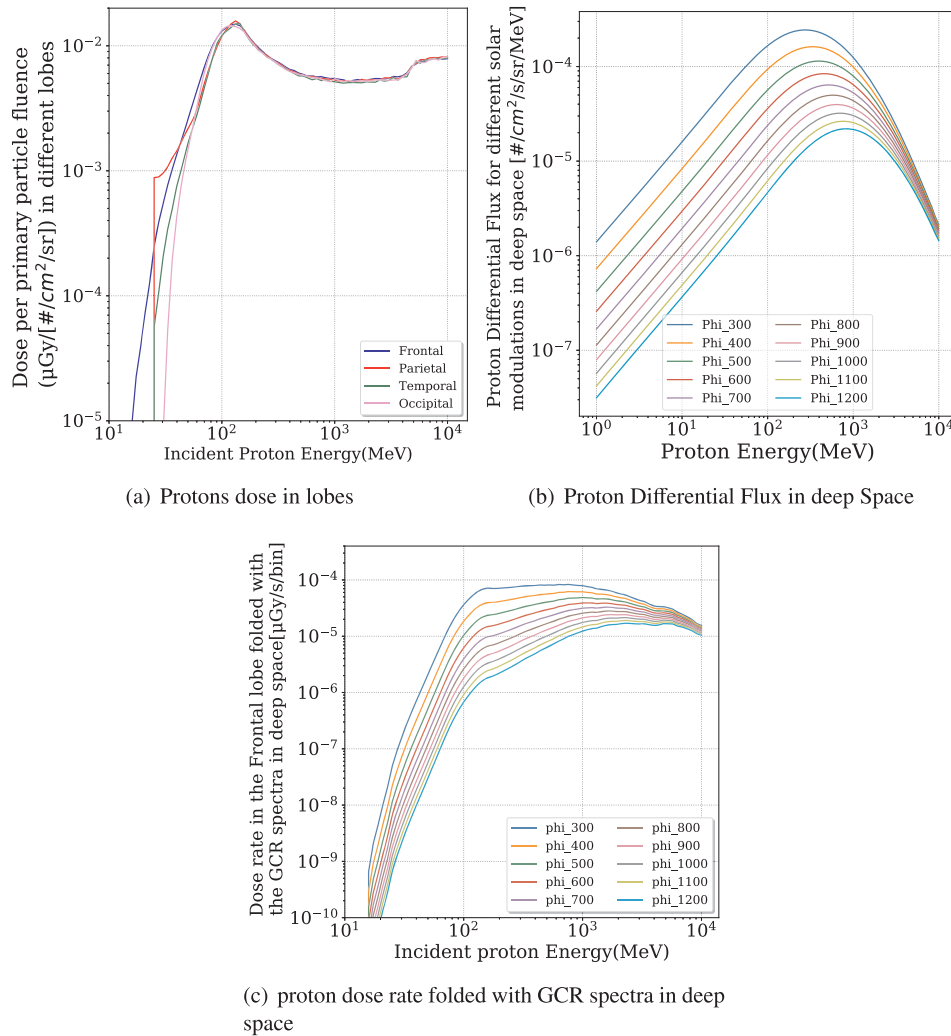 Dose per primary particle fluence
(μGy/[#/cm²/sr]) in different lobes
10⁻²
10⁻³
10⁻⁴
10⁻⁵
10¹ 10² 10³ 10⁴
Incident Proton Energy(MeV)
Frontal
Parietal
Temporal
Occipital
(a) Protons dose in lobes
Proton Differential Flux for different solar
modulations in deep space [#/cm²/s/sr/MeV]
10⁻⁴
10⁻⁵
10⁻⁶
10⁻⁷
Phi_300 Phi_800
Phi_400 Phi_900
Phi_500 Phi_1000
Phi_600 Phi_1100
Phi_700 Phi_1200
10⁰ 10¹ 10² 10³ 10⁴
Proton Energy(MeV)
(b) Proton Differential Flux in deep Space
Dose rate in the Frontal lobe folded with
the GCR spectra in deep space[μGy/s/bin]
10⁻⁴
10⁻⁵
10⁻⁶
10⁻⁷
10⁻⁸
10⁻⁹
10⁻¹⁰
phi_300 phi_800
phi_400 phi_900
phi_500 phi_1000
phi_600 phi_1100
phi_700 phi_1200
10¹ 10² 10³ 10⁴
Incident proton Energy(MeV)
(c) proton dose rate folded with GCR spectra in deep
space